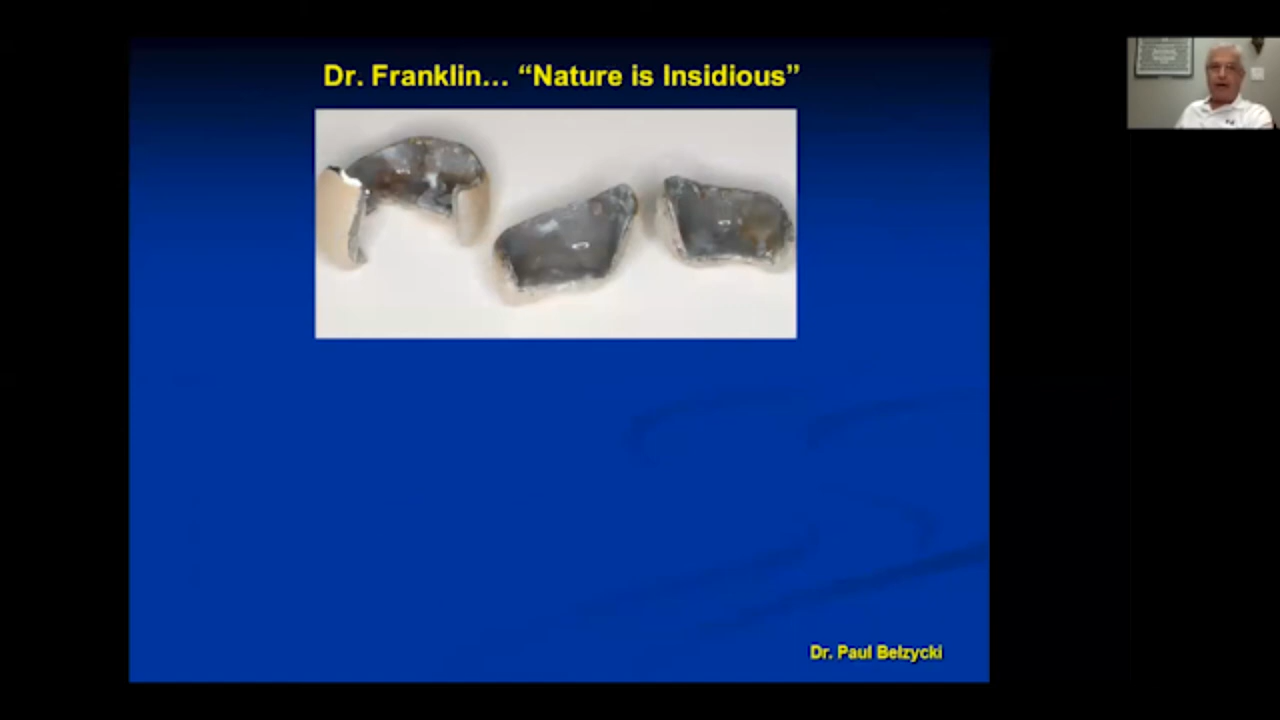 Dr. Franklin… “Nature is Insidious”
Dr. Paul Belzycki